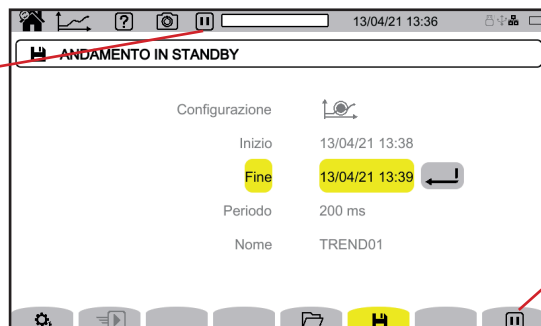 13/04/21 13:36
ANDAMENTO IN STANDBY
Configurazione
Inizio 13/04/21 13:38
Fine 13/04/21 13:39
Periodo 200 ms
Nome TREND01